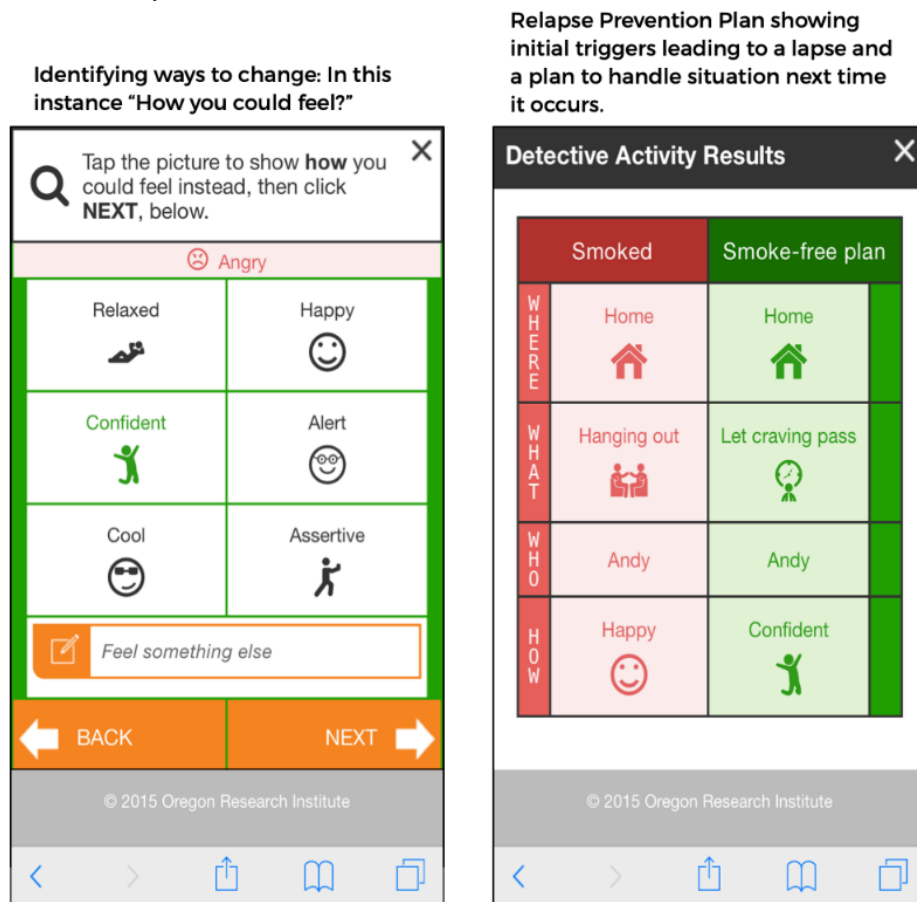 Identifying ways to change: In this
instance “How you could feel?”
Tap the picture to show how you
could feel instead, then click
NEXT, below.
Angry
Relaxed
Happy
Confident
Alert
Cool
Assertive
Feel something else
BACK
NEXT
© 2015 Oregon Research Institute
Relapse Prevention Plan showing
initial triggers leading to a lapse and
a plan to handle situation next time
it occurs.
Detective Activity Results
Smoked
Smoke-free plan
WHERE
Home
Home
WHAT
Hanging out
Let craving pass
WHO
Andy
Andy
HOW
Happy
Confident
© 2015 Oregon Research Institute